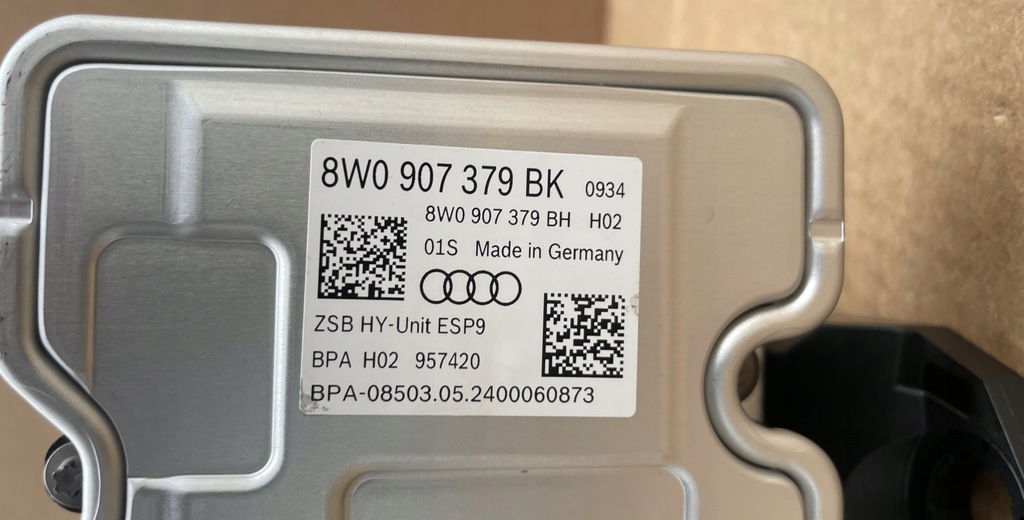 8W0 907 379 BK 0934
8W0 907 379 BH H02
01S Made in Germany
ZSB HY-Unit ESP9
BPA H02 957420
BPA-08503.05.2400060873